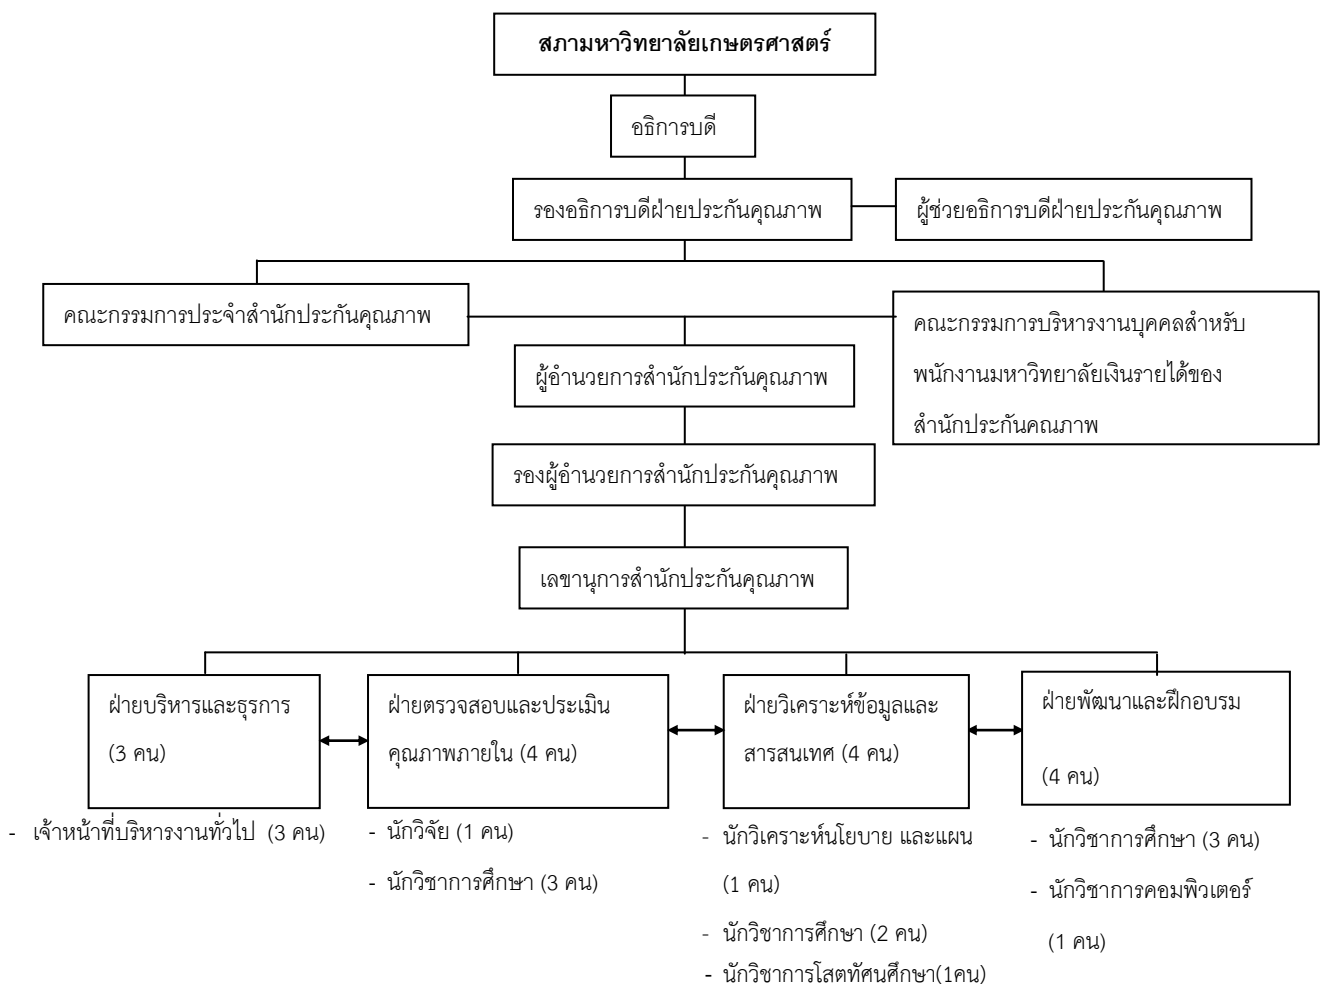 สภามหาวิทยาลัยเกษตรศาสตร์
อธิการบดี
รองอธิการบดีฝ่ายประกันคุณภาพ
ผู้ช่วยอธิการบดีฝ่ายประกันคุณภาพ
คณะกรรมการประจำสำนักประกันคุณภาพ
คณะกรรมการบริหารงานบุคคลสำหรับ
พนักงานมหาวิทยาลัยเงินรายได้ของ
สำนักประกันคณภาพ
ผู้อำนวยการสำนักประกันคุณภาพ
รองผู้อำนวยการสำนักประกันคุณภาพ
เลขานุการสำนักประกันคุณภาพ
ฝ่ายบริหารและธุรการ
(3 คน)
- เจ้าหน้าที่บริหารงานทั่วไป (3 คน)
ฝ่ายตรวจสอบและประเมิน
คุณภาพภายใน (4 คน)
- นักวิจัย (1 คน)
- นักวิชาการศึกษา (3 คน)
ฝ่ายวิเคราะห์ข้อมูลและ
สารสนเทศ (4 คน)
- นักวิเคราะห์นโยบาย และแผน
(1 คน)
- นักวิชาการศึกษา (2 คน)
- นักวิชาการโสตทัศนศึกษา(1คน)
ฝ่ายพัฒนาและฝึกอบรม
(4 คน)
- นักวิชาการศึกษา (3 คน)
- นักวิชาการคอมพิวเตอร์
(1 คน)